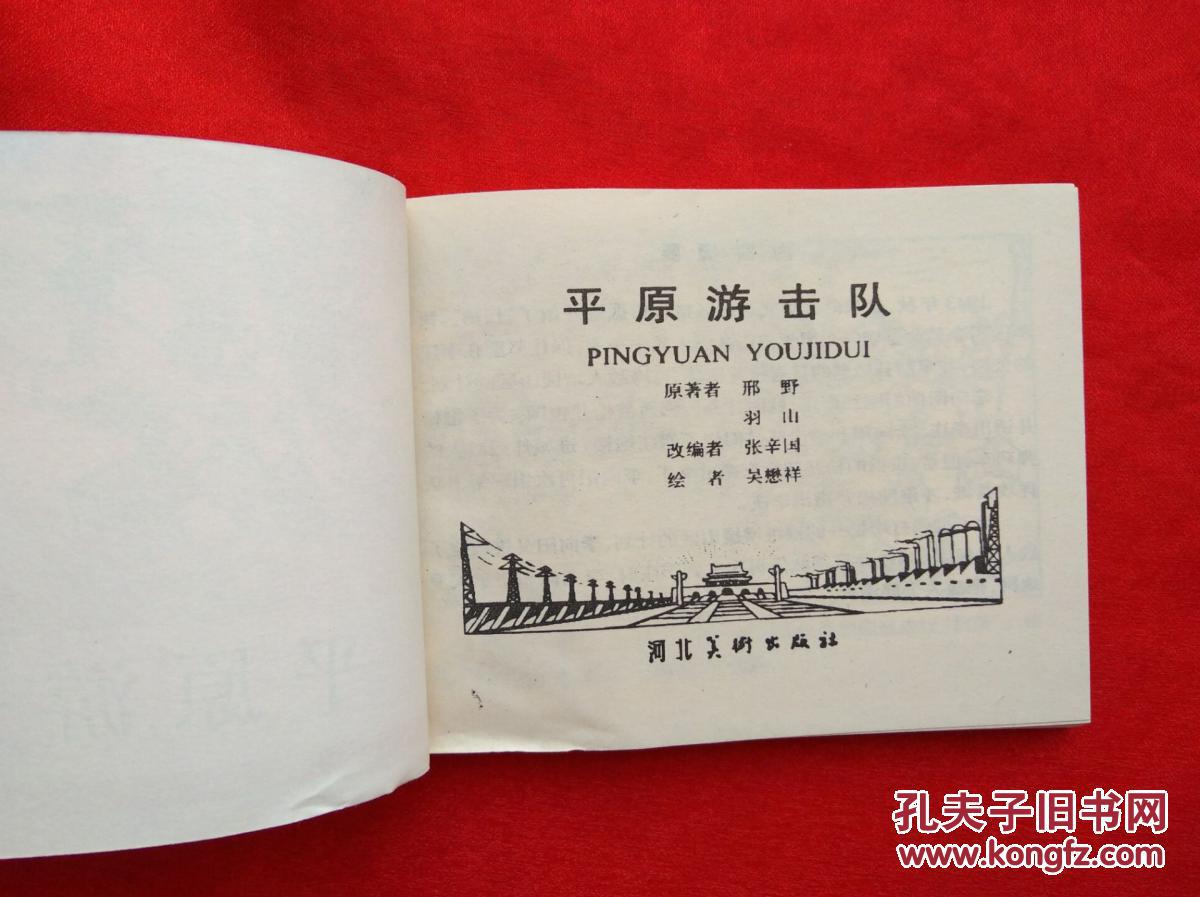 平原游击队
PINGYUAN YOUJIDUI
原著者 邢野
羽山
改编者 张辛国
绘者 吴懋祥
河北美术出版社
孔夫子旧书网
www.kongfz.com